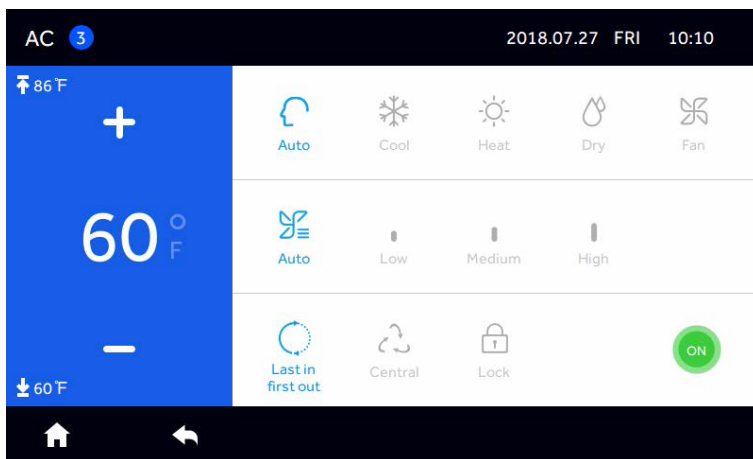 AC 3 2018.07.27 FRI 10:10
86°F
+
Auto Cool Heat Dry Fan
60 °F
Auto Low Medium High
−
Last in
first out
Central Lock ON
60°F